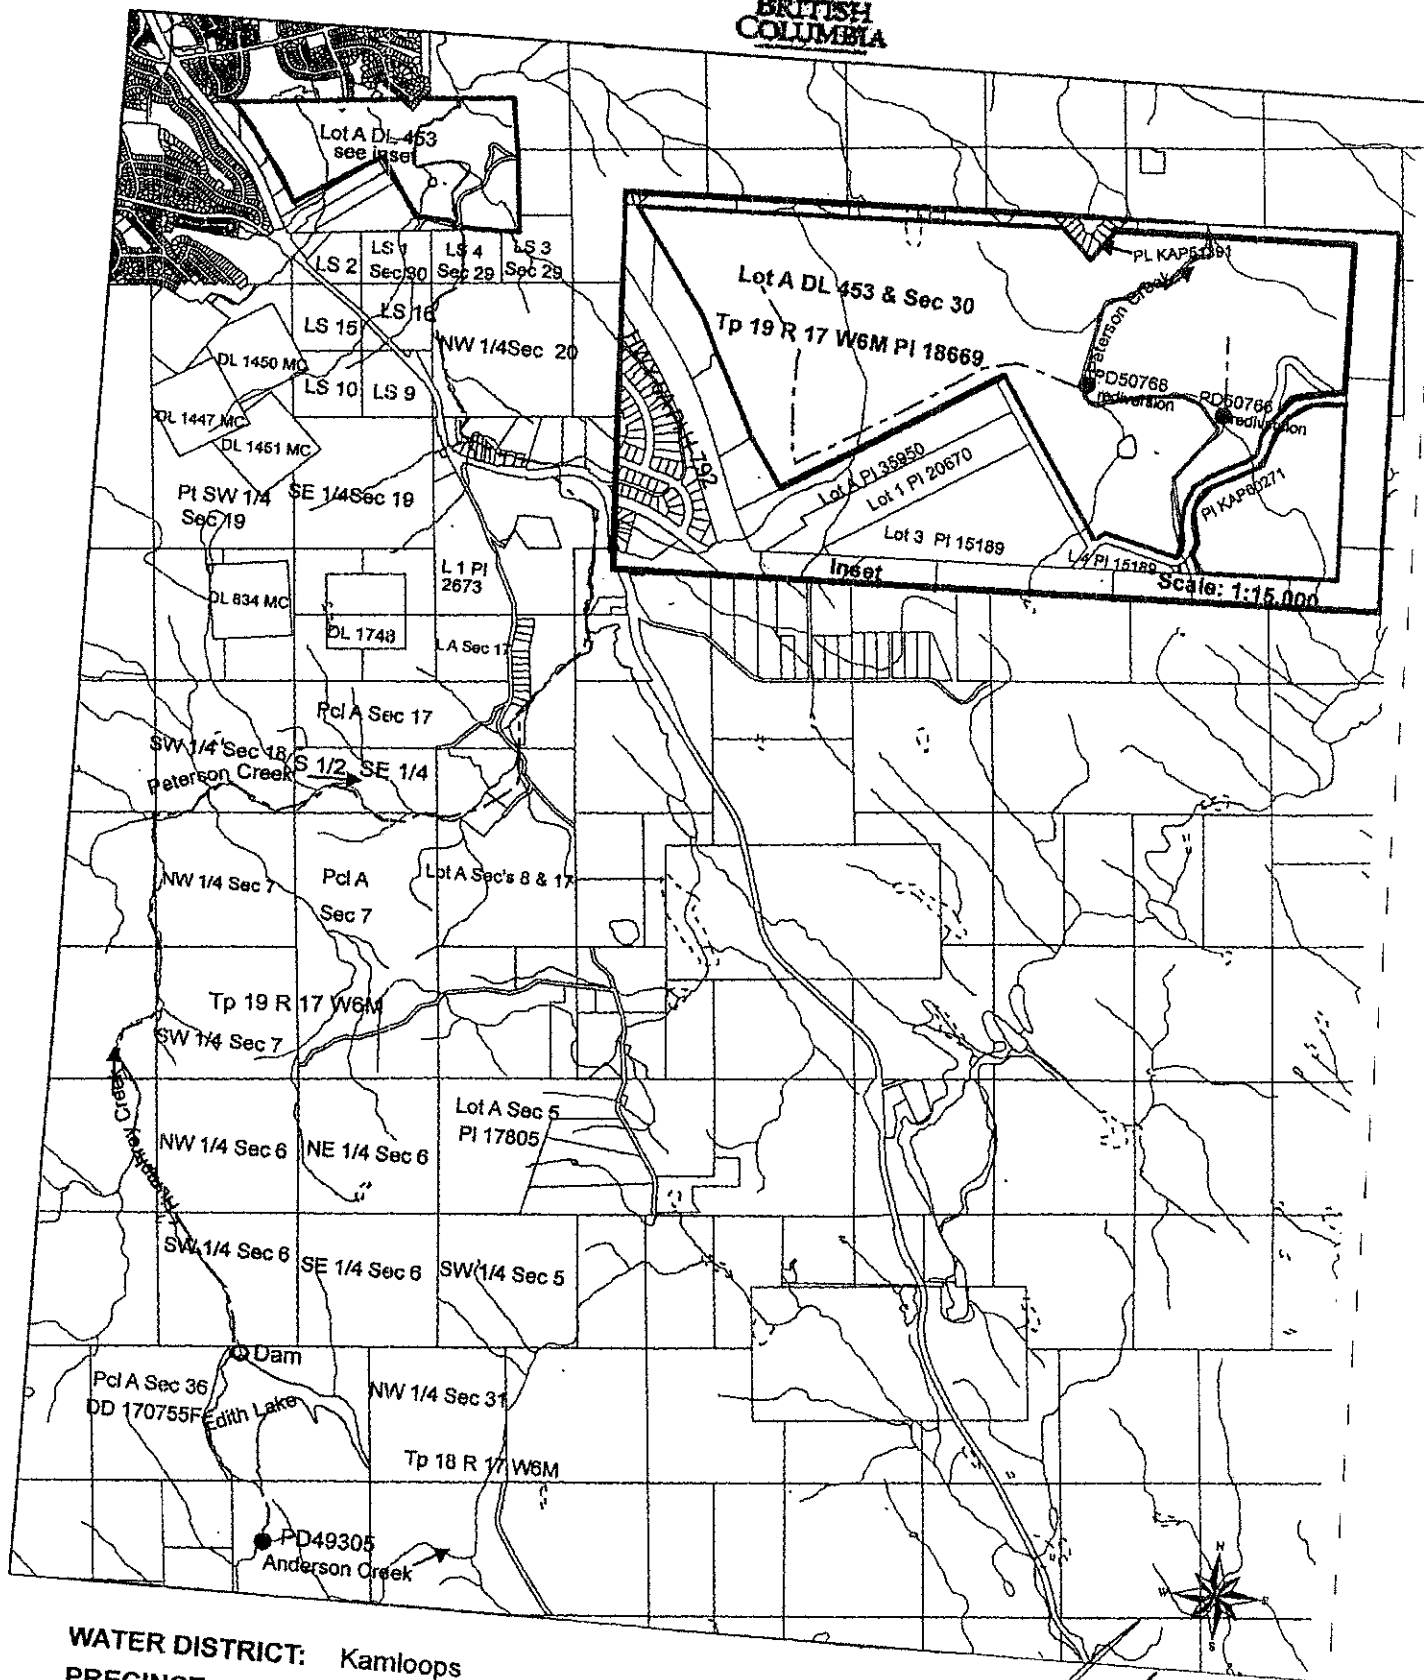 BRITISH
COLUMBIA
Lot A DL 453
see inset
LS 2
LS 1
Sec 30
LS 4
Sec 29
LS 3
Sec 29
LS 15
LS 16
NW 1/4Sec 20
DL 1450 MC
LS 10
LS 9
DL 1447 MC
DL 1451 MC
Pt SW 1/4
Sec 19
SE 1/4Sec 19
L 1 Pl
2673
DL 834 MC
DL 1748
L A Sec 17
Pcl A Sec 17
SW 1/4 Sec 18
S 1/2 SE 1/4
Peterson Creek
NW 1/4 Sec 7
Pcl A
Sec 7
Lot A Sec's 8 & 17
Tp 19 R 17 W6M
SW 1/4 Sec 7
Humphrey Creek
Lot A Sec 5
Pl 17805
NW 1/4 Sec 6
NE 1/4 Sec 6
SW 1/4 Sec 6
SE 1/4 Sec 6
SW 1/4 Sec 5
Dam
Pcl A Sec 36
DD 170755F
Edith Lake
NW 1/4 Sec 31
Tp 18 R 17 W6M
PD49305
Anderson Creek
Lot A DL 453 & Sec 30
Tp 19 R 17 W6M Pl 18669
PL KAP51391
Peterson Creek
PD50768
rediversion
PD50766
rediversion
Pl KAP60271
Lot A Pl 35950
Lot 1 Pl 20670
Lot 3 Pl 15189
L 4 Pl 15189
Inset
Scale: 1:15,000
N
W
E
S
WATER DISTRICT: Kamloops